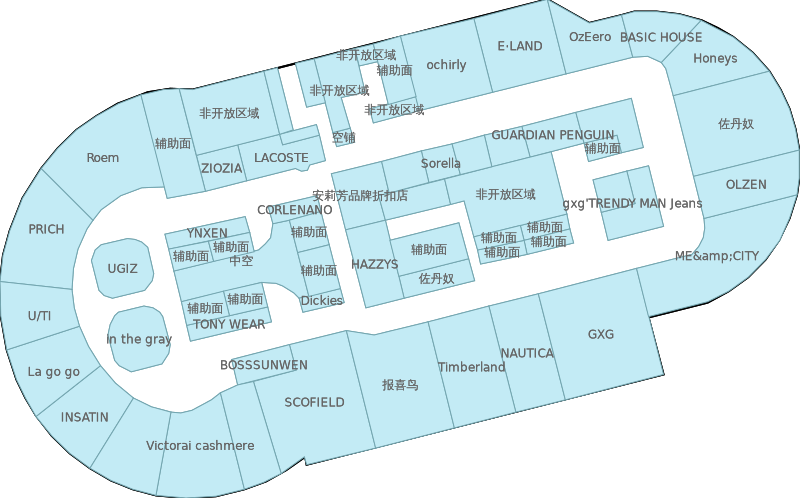 OzEero
BASIC HOUSE
E·LAND
非开放区域
Honeys
ochirly
辅助面
非开放区域
非开放区域
非开放区域
佐丹奴
空铺
GUARDIAN PENGUIN
辅助面
辅助面
Roem
LACOSTE
Sorella
ZIOZIA
OLZEN
安莉芳品牌折扣店
非开放区域
gxg'TRENDY MAN Jeans
CORLENANO
PRICH
YNXEN
辅助面
辅助面
辅助面
辅助面
辅助面
辅助面
辅助面
辅助面
ME&amp;CITY
中空
UGIZ
HAZZYS
辅助面
佐丹奴
Dickies
辅助面
辅助面
U/TI
TONY WEAR
In the gray
GXG
NAUTICA
BOSSSUNWEN
Timberland
La go go
报喜鸟
SCOFIELD
INSATIN
Victorai cashmere